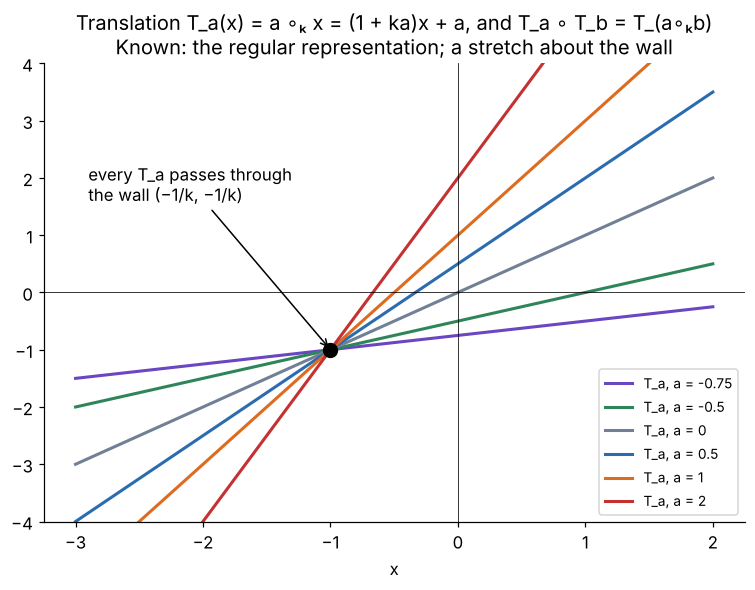 Translation T_a(x) = a ∘ₖ x = (1 + ka)x + a, and T_a ∘ T_b = T_(a∘ₖb)
Known: the regular representation; a stretch about the wall
every T_a passes through
the wall (−1/k, −1/k)
4
3
2
1
0
−1
−2
−3
−4
−3
−2
−1
0
1
2
x
T_a, a = -0.75
T_a, a = -0.5
T_a, a = 0
T_a, a = 0.5
T_a, a = 1
T_a, a = 2